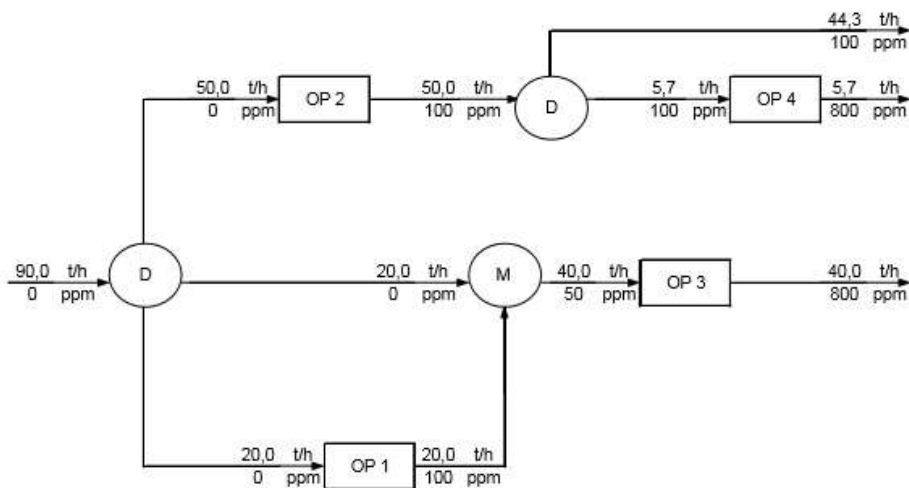 44,3 t/h
100 ppm
50,0 t/h
0 ppm
OP 2
50,0 t/h
100 ppm
D
5,7 t/h
100 ppm
OP 4
5,7 t/h
800 ppm
90,0 t/h
0 ppm
D
20,0 t/h
0 ppm
M
40,0 t/h
50 ppm
OP 3
40,0 t/h
800 ppm
20,0 t/h
0 ppm
OP 1
20,0 t/h
100 ppm